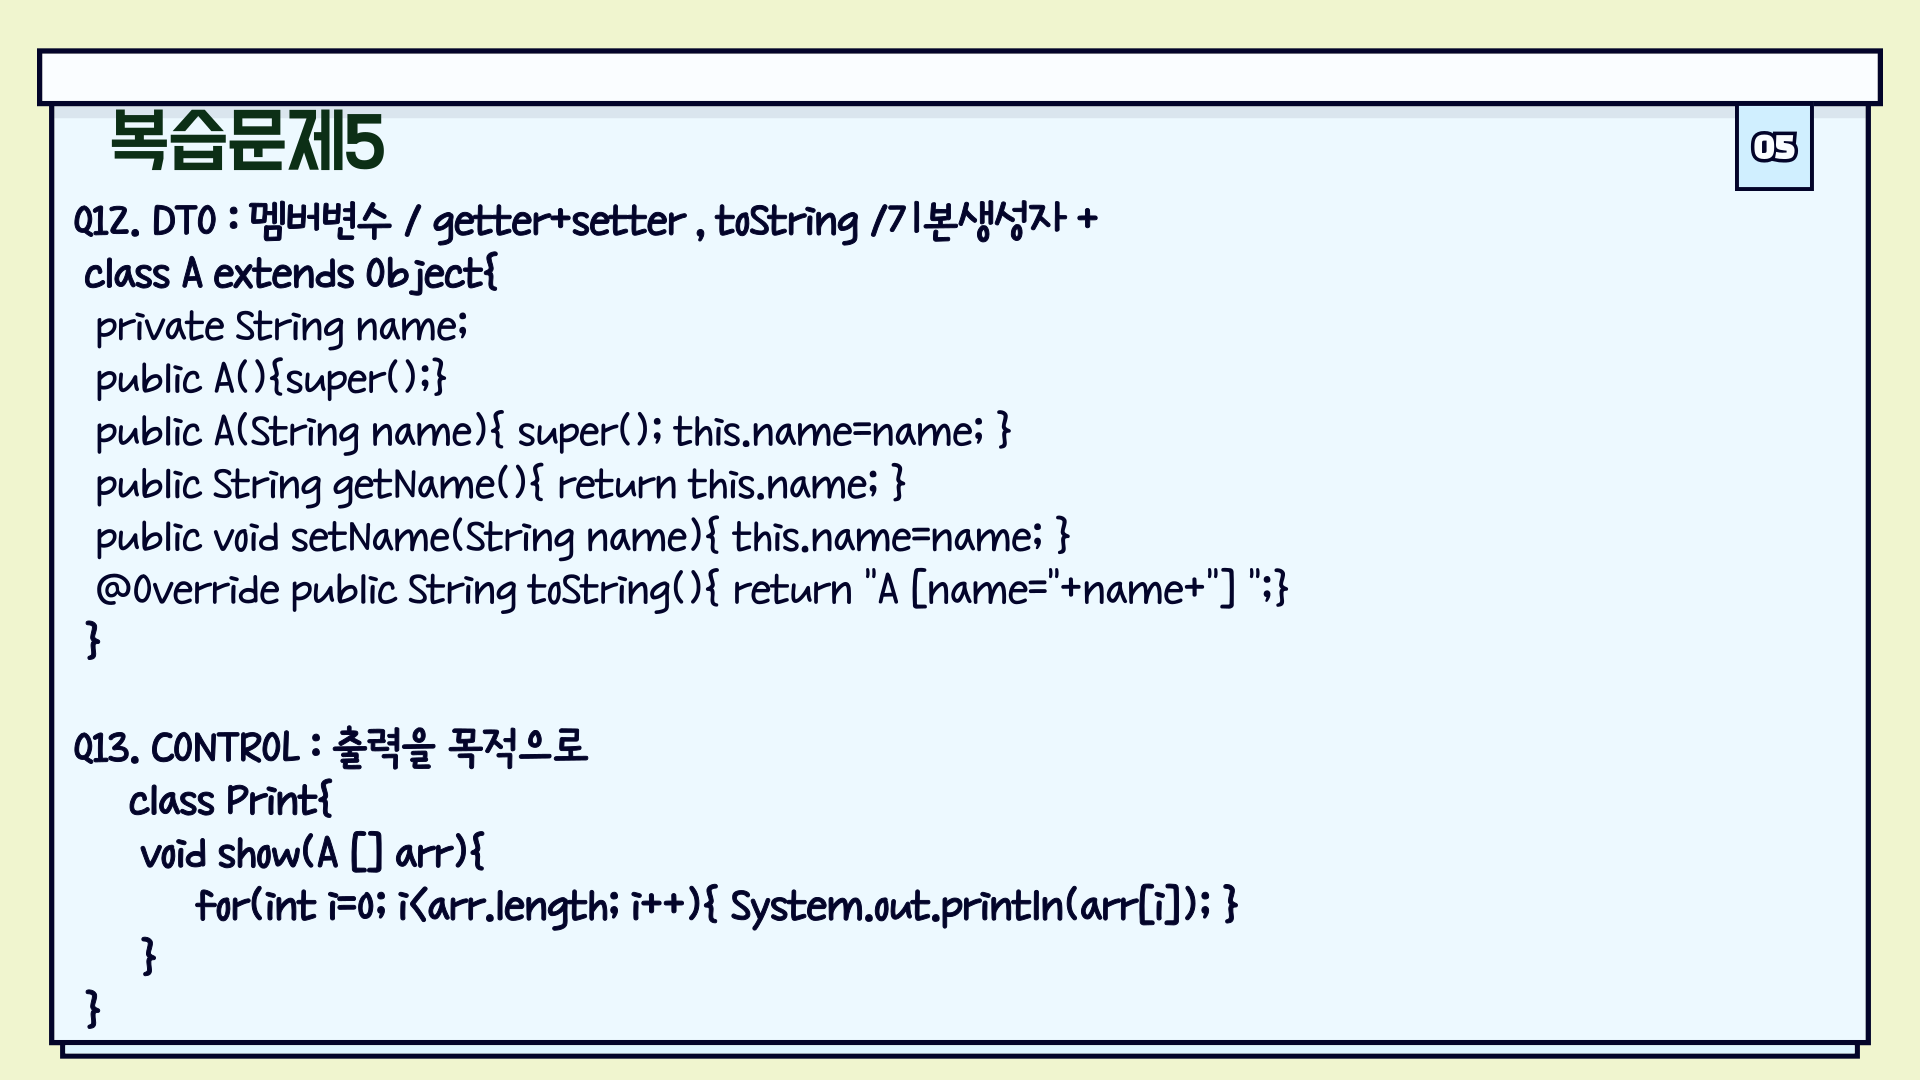 복습문제5
05
Q12. DTO : 멤버변수 / getter+setter , toString /기본생성자 +
class A extends Object{
private String name;
public A(){super();}
public A(String name){ super(); this.name=name; }
public String getName(){ return this.name; }
public void setName(String name){ this.name=name; }
@Override public String toString(){ return "A [name="+name+"] ";}
}
Q13. CONTROL : 출력을 목적으로
class Print{
void show(A [] arr){
for(int i=0; i<arr.length; i++){ System.out.println(arr[i]); }
}
}